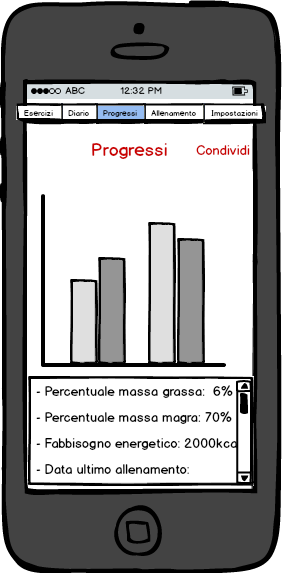 ABC 12:32 PM
Esercizi Diario Progressi Allenamento Impostazioni
Progressi Condividi
- Percentuale massa grassa: 6%
- Percentuale massa magra: 70%
- Fabbisogno energetico: 2000kca
- Data ultimo allenamento: